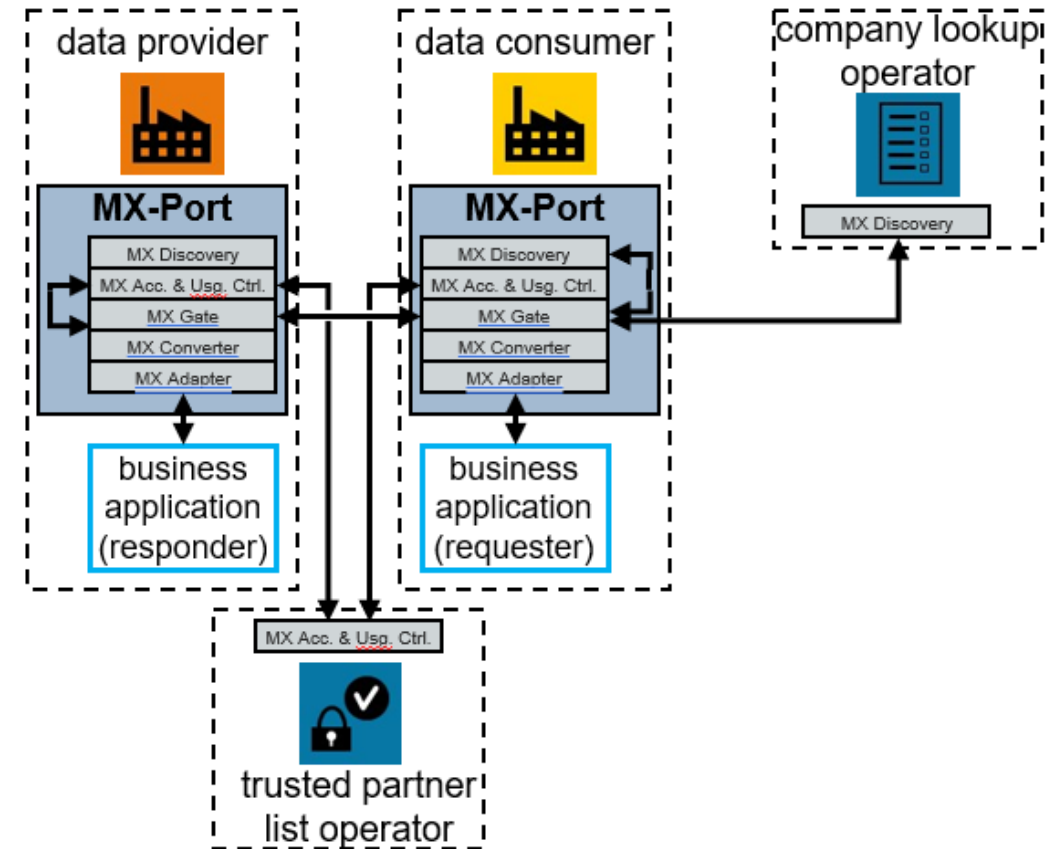 data provider
MX-Port
MX Discovery
MX Acc. & Usg. Ctrl.
MX Gate
MX Converter
MX Adapter
business
application
(responder)
data consumer
MX-Port
MX Discovery
MX Acc. & Usg. Ctrl.
MX Gate
MX Converter
MX Adapter
business
application
(requester)
company lookup
operator
MX Discovery
MX Acc. & Usg. Ctrl.
trusted partner
list operator